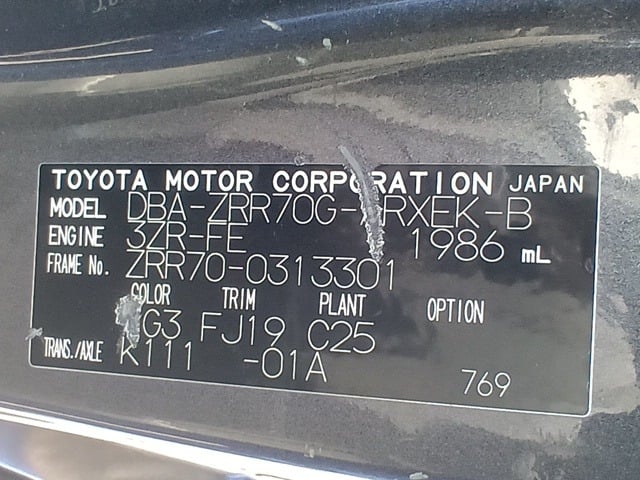 TOYOTA MOTOR CORPORATION JAPAN
MODEL DBA-ZRR70G- RXEK-B
ENGINE 3ZR-FE 1986 mL
FRAME No. ZRR70-0313301
COLOR TRIM PLANT OPTION
G3 FJ19 C25
TRANS./AXLE K111 -01A
769